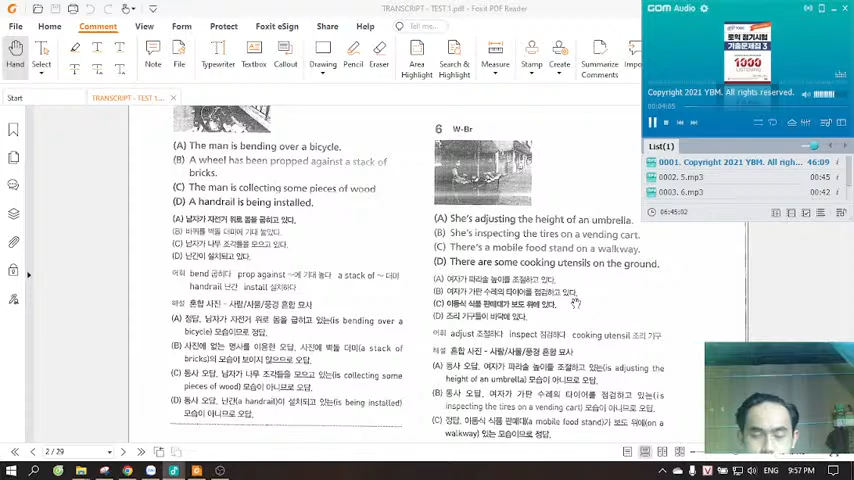 TRANSCRIPT - TEST 1.pdf - Foxit PDF Reader
File Home Comment View Form Protect Foxit eSign Share Help Tell me...
Hand Select Note File Typewriter Textbox Callout Drawing Pencil Eraser Area Highlight Search & Highlight Measure Stamp Create Summarize Comments Import
Start TRANSCRIPT - TEST 1...
(A) The man is bending over a bicycle.
(B) A wheel has been propped against a stack of
bricks.
(C) The man is collecting some pieces of wood
(D) A handrail is being installed.
(A) 남자가 자전거 위로 몸을 굽히고 있다.
(B) 바퀴를 벽돌 더미에 기대 놓았다.
(C) 남자가 나무 조각들을 모으고 있다.
(D) 난간이 설치되고 있다.
어휘 bend 굽히다 prop against ~에 기대 놓다 a stack of ~ 더미
handrail 난간 install 설치하다
해설 혼합 사진 - 사람/사물/풍경 혼합 묘사
(A) 정답. 남자가 자전거 위로 몸을 굽히고 있는(is bending over a
bicycle) 모습이므로 정답.
(B) 사진에 없는 명사를 이용한 오답. 사진에 벽돌 더미(a stack of
bricks)의 모습이 보이지 않으므로 오답.
(C) 동사 오답. 남자가 나무 조각들을 모으고 있는(is collecting some
pieces of wood) 모습이 아니므로 오답.
(D) 동사 오답. 난간(a handrail)이 설치되고 있는(is being installed)
모습이 아니므로 오답.
6 W-Br
(A) She's adjusting the height of an umbrella.
(B) She's inspecting the tires on a vending cart.
(C) There's a mobile food stand on a walkway.
(D) There are some cooking utensils on the ground.
(A) 여자가 파라솔 높이를 조절하고 있다.
(B) 여자가 가판 수레의 타이어를 점검하고 있다.
(C) 이동식 식품 판매대가 보도 위에 있다.
(D) 조리 기구들이 바닥에 있다.
어휘 adjust 조절하다 inspect 점검하다 cooking utensil 조리 기구
해설 혼합 사진 - 사람/사물/풍경 혼합 묘사
(A) 동사 오답. 여자가 파라솔 높이를 조절하고 있는(is adjusting the
height of an umbrella) 모습이 아니므로 오답.
(B) 동사 오답. 여자가 가판 수레의 타이어를 점검하고 있는(is
inspecting the tires on a vending cart) 모습이 아니므로 오답.
(C) 정답. 이동식 식품 판매대(a mobile food stand)가 보도 위에(on a
walkway) 있는 모습이므로 정답.
GOM Audio
토익 정기시험
기출문제집 3
1000
LISTENING
Copyright 2021 YBM. All rights reserved.
00:04:05
List(1)
0001. Copyright 2021 YBM. All righ... 46:09
0002. 5.mp3 00:45
0003. 6.mp3 00:42
06:45:02
2 / 29
ENG 9:57 PM